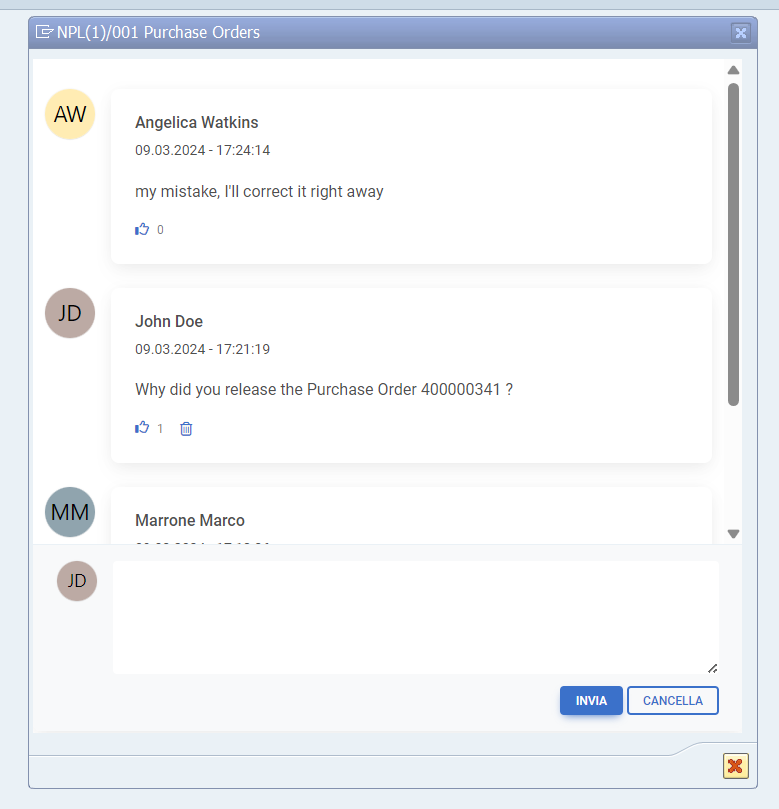 NPL(1)/001 Purchase Orders
AW
Angelica Watkins
09.03.2024 - 17:24:14
my mistake, I'll correct it right away
0
JD
John Doe
09.03.2024 - 17:21:19
Why did you release the Purchase Order 400000341 ?
1
MM
Marrone Marco
JD
INVIA
CANCELLA